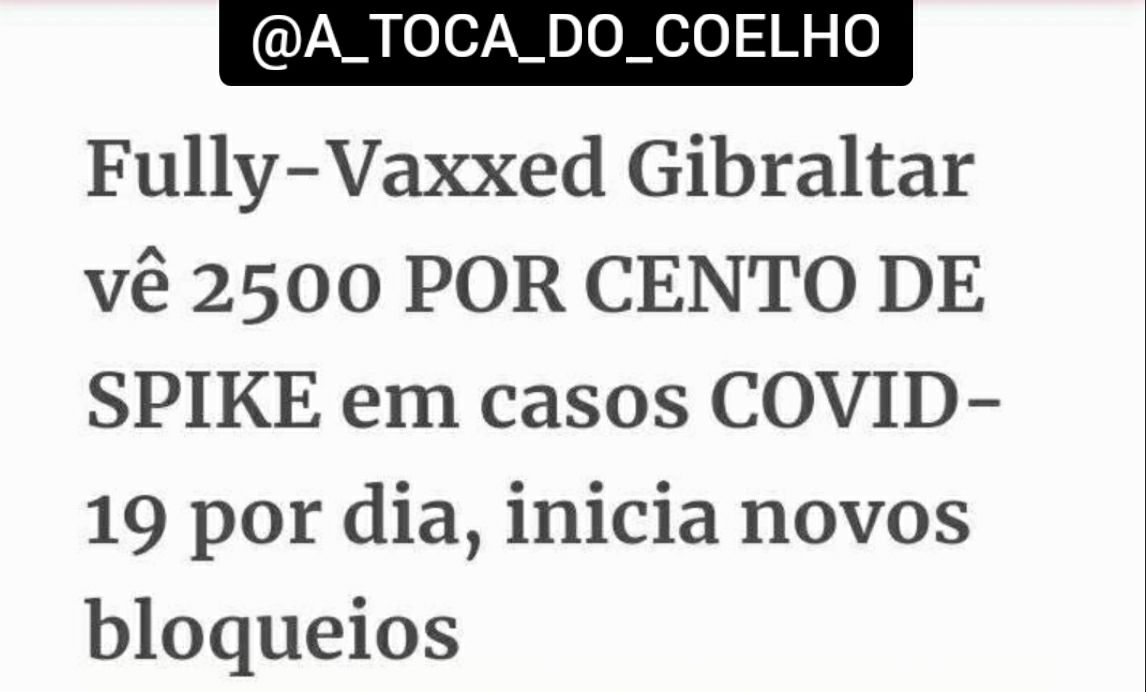 @A_TOCA_DO_COELHO
Fully-Vaxxed Gibraltar
vê 2500 POR CENTO DE
SPIKE em casos COVID-
19 por dia, inicia novos
bloqueios